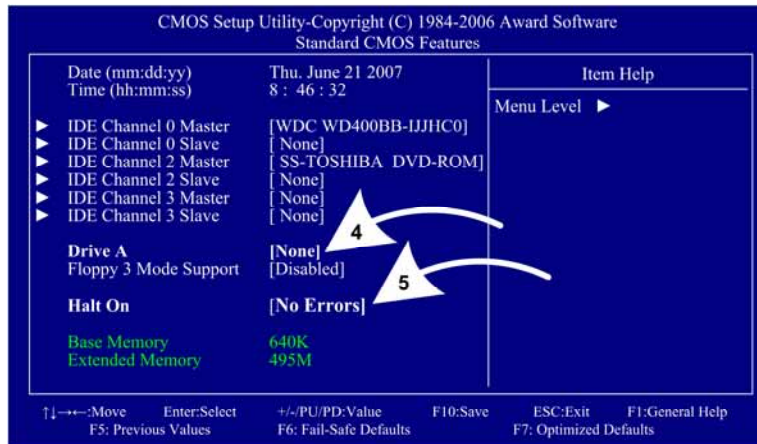 CMOS Setup Utility-Copyright (C) 1984-2006 Award Software
Standard CMOS Features
Date (mm:dd:yy) Thu. June 21 2007
Time (hh:mm:ss) 8 : 46 : 32
Item Help
Menu Level ►
► IDE Channel 0 Master [WDC WD400BB-IJJHC0]
► IDE Channel 0 Slave [ None]
► IDE Channel 2 Master [ SS-TOSHIBA DVD-ROM]
► IDE Channel 2 Slave [ None]
► IDE Channel 3 Master [ None]
► IDE Channel 3 Slave [ None]
4
Drive A [None]
Floppy 3 Mode Support [Disabled]
5
Halt On [No Errors]
Base Memory 640K
Extended Memory 495M
↑↓→←:Move Enter:Select +/-/PU/PD:Value F10:Save ESC:Exit F1:General Help
F5: Previous Values F6: Fail-Safe Defaults F7: Optimized Defaults